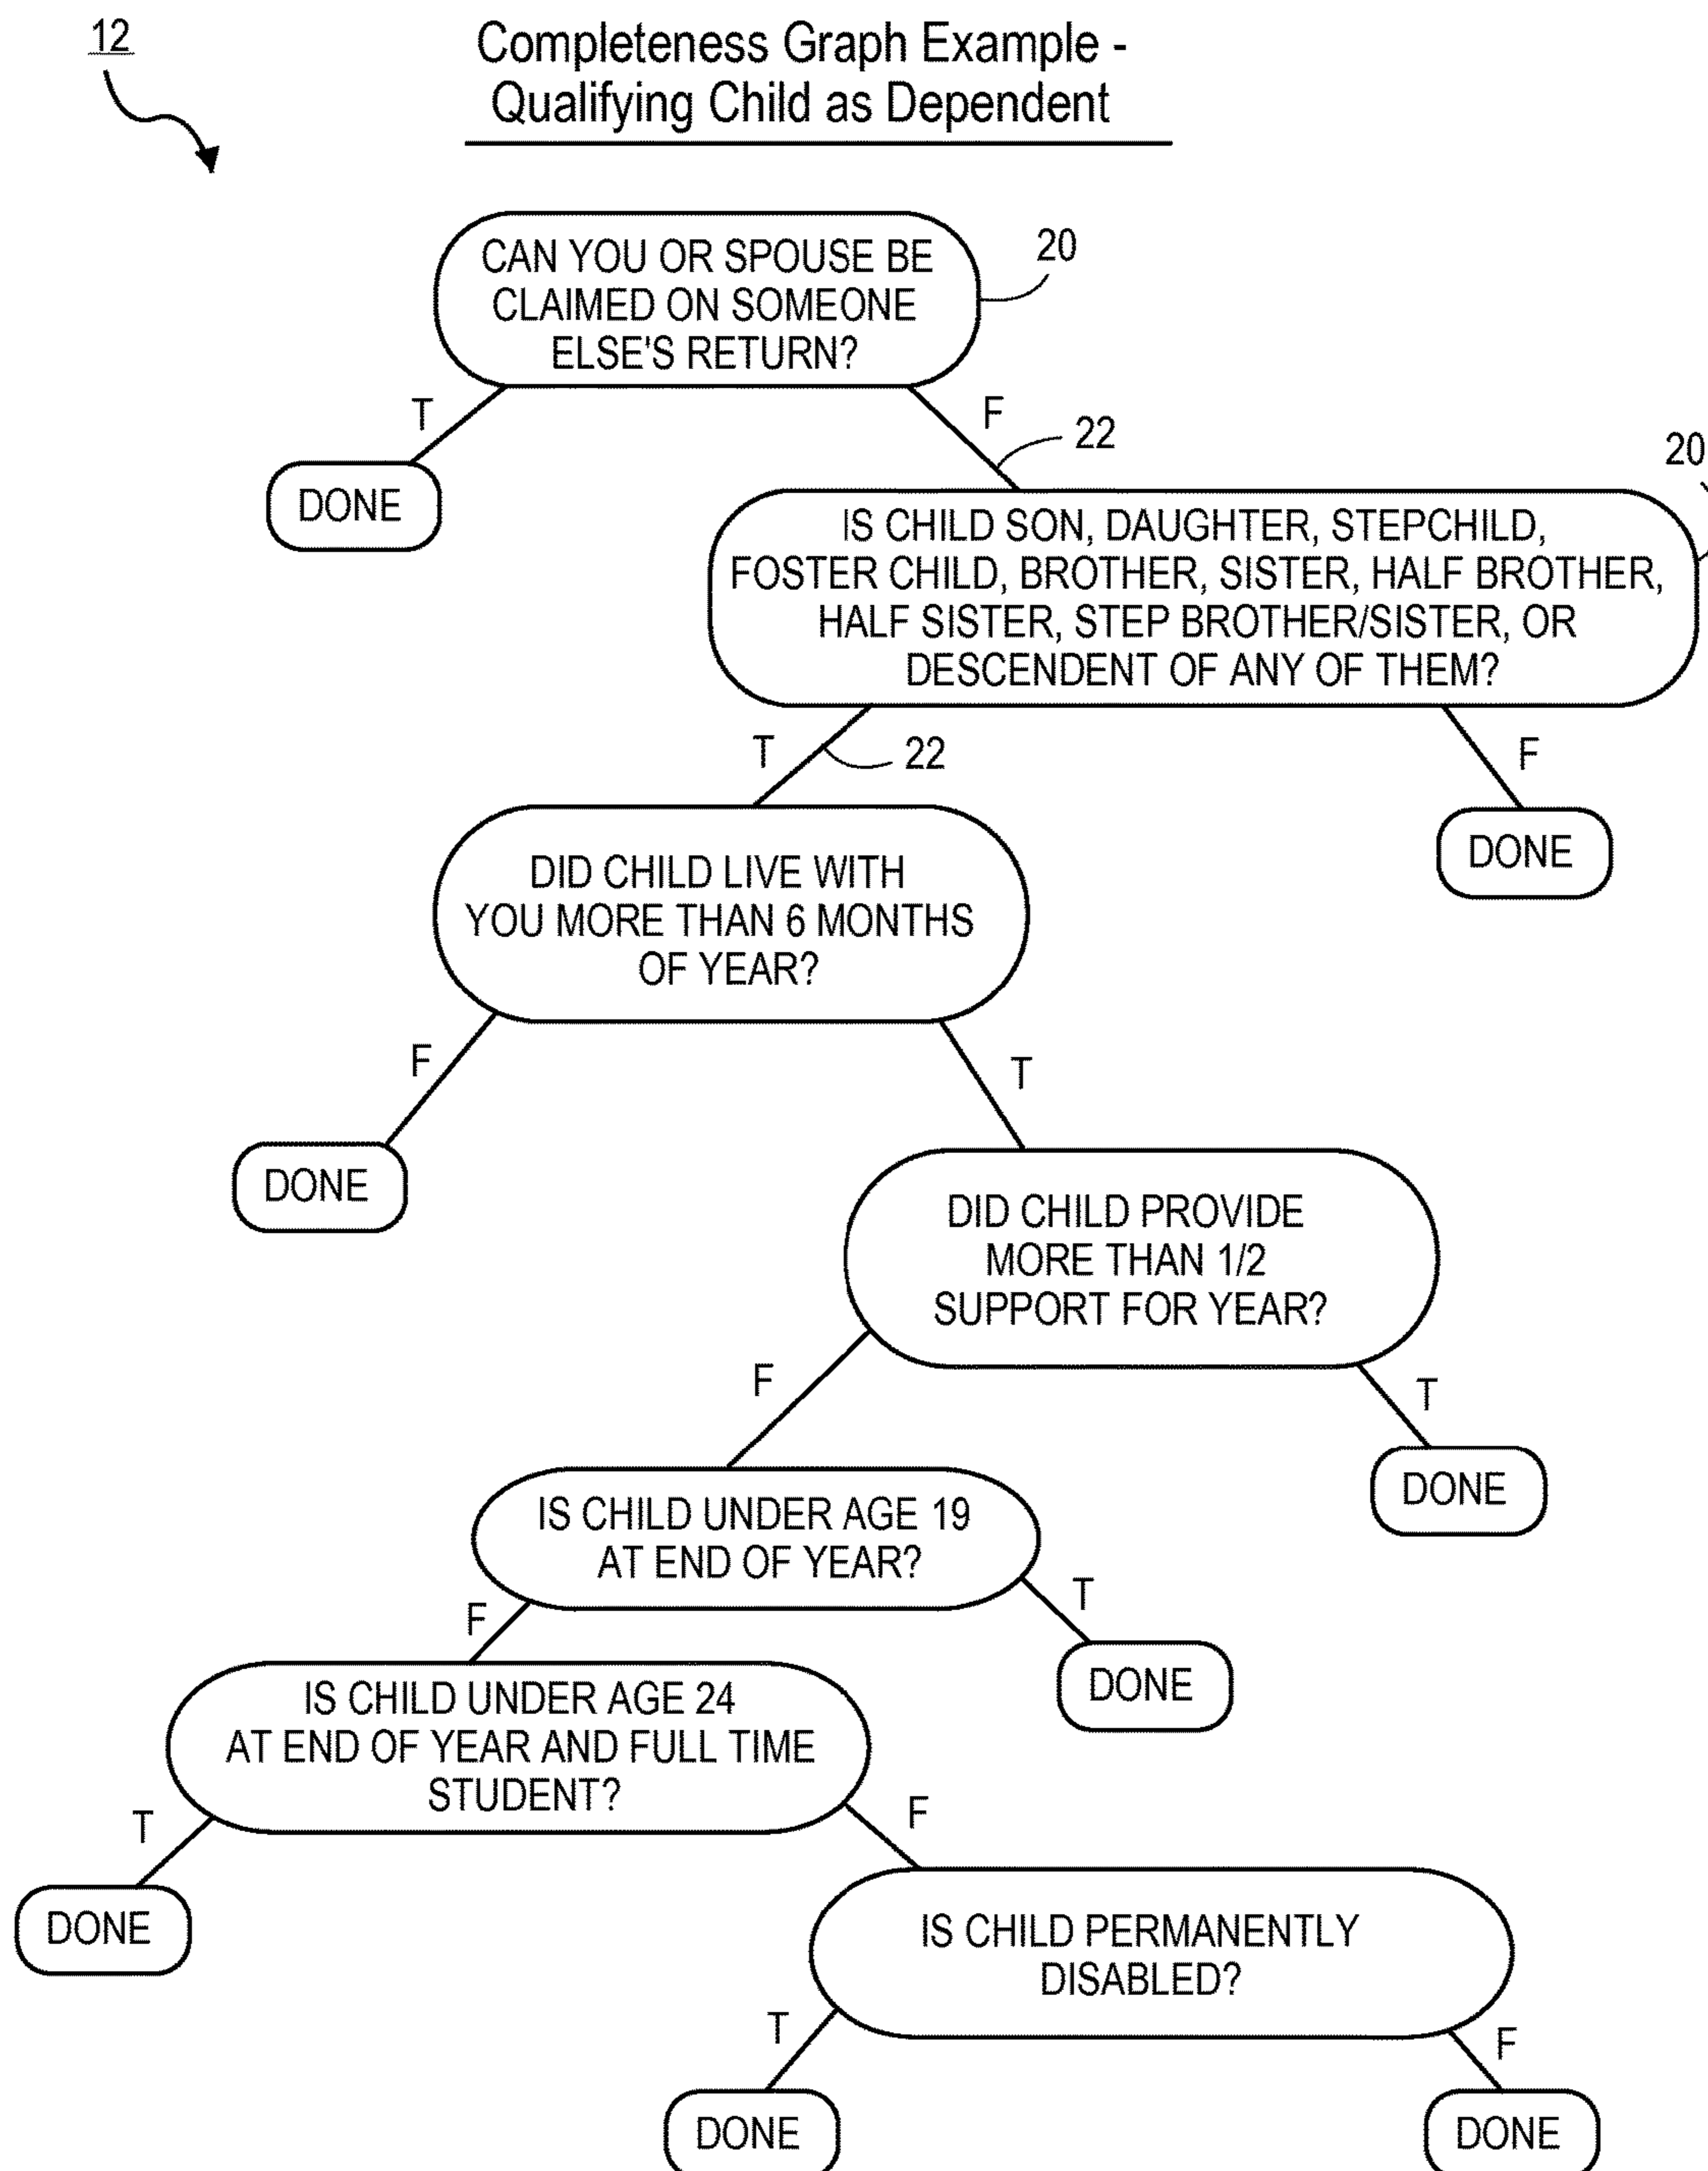 12
Completeness Graph Example -
Qualifying Child as Dependent
CAN YOU OR SPOUSE BE
CLAIMED ON SOMEONE
ELSE'S RETURN?
20
T
F
22
DONE
20
IS CHILD SON, DAUGHTER, STEPCHILD,
FOSTER CHILD, BROTHER, SISTER, HALF BROTHER,
HALF SISTER, STEP BROTHER/SISTER, OR
DESCENDENT OF ANY OF THEM?
T
22
F
DONE
DID CHILD LIVE WITH
YOU MORE THAN 6 MONTHS
OF YEAR?
F
T
DONE
DID CHILD PROVIDE
MORE THAN 1/2
SUPPORT FOR YEAR?
F
T
DONE
IS CHILD UNDER AGE 19
AT END OF YEAR?
F
T
DONE
IS CHILD UNDER AGE 24
AT END OF YEAR AND FULL TIME
STUDENT?
T
F
DONE
IS CHILD PERMANENTLY
DISABLED?
T
F
DONE
DONE